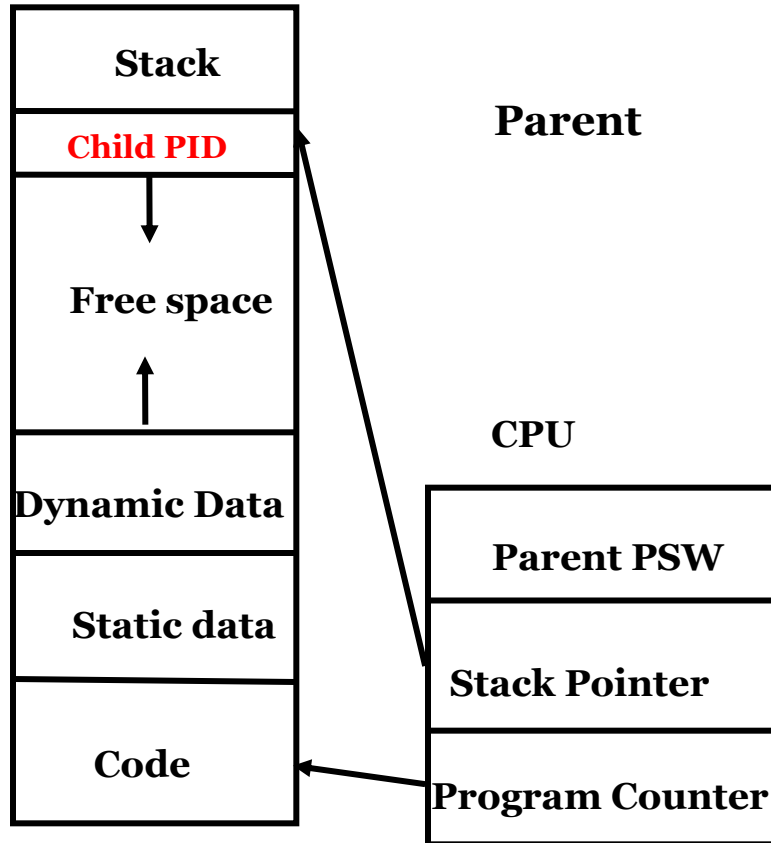 Stack
Parent
Child PID
Free space
CPU
Dynamic Data
Parent PSW
Static data
Stack Pointer
Code
Program Counter